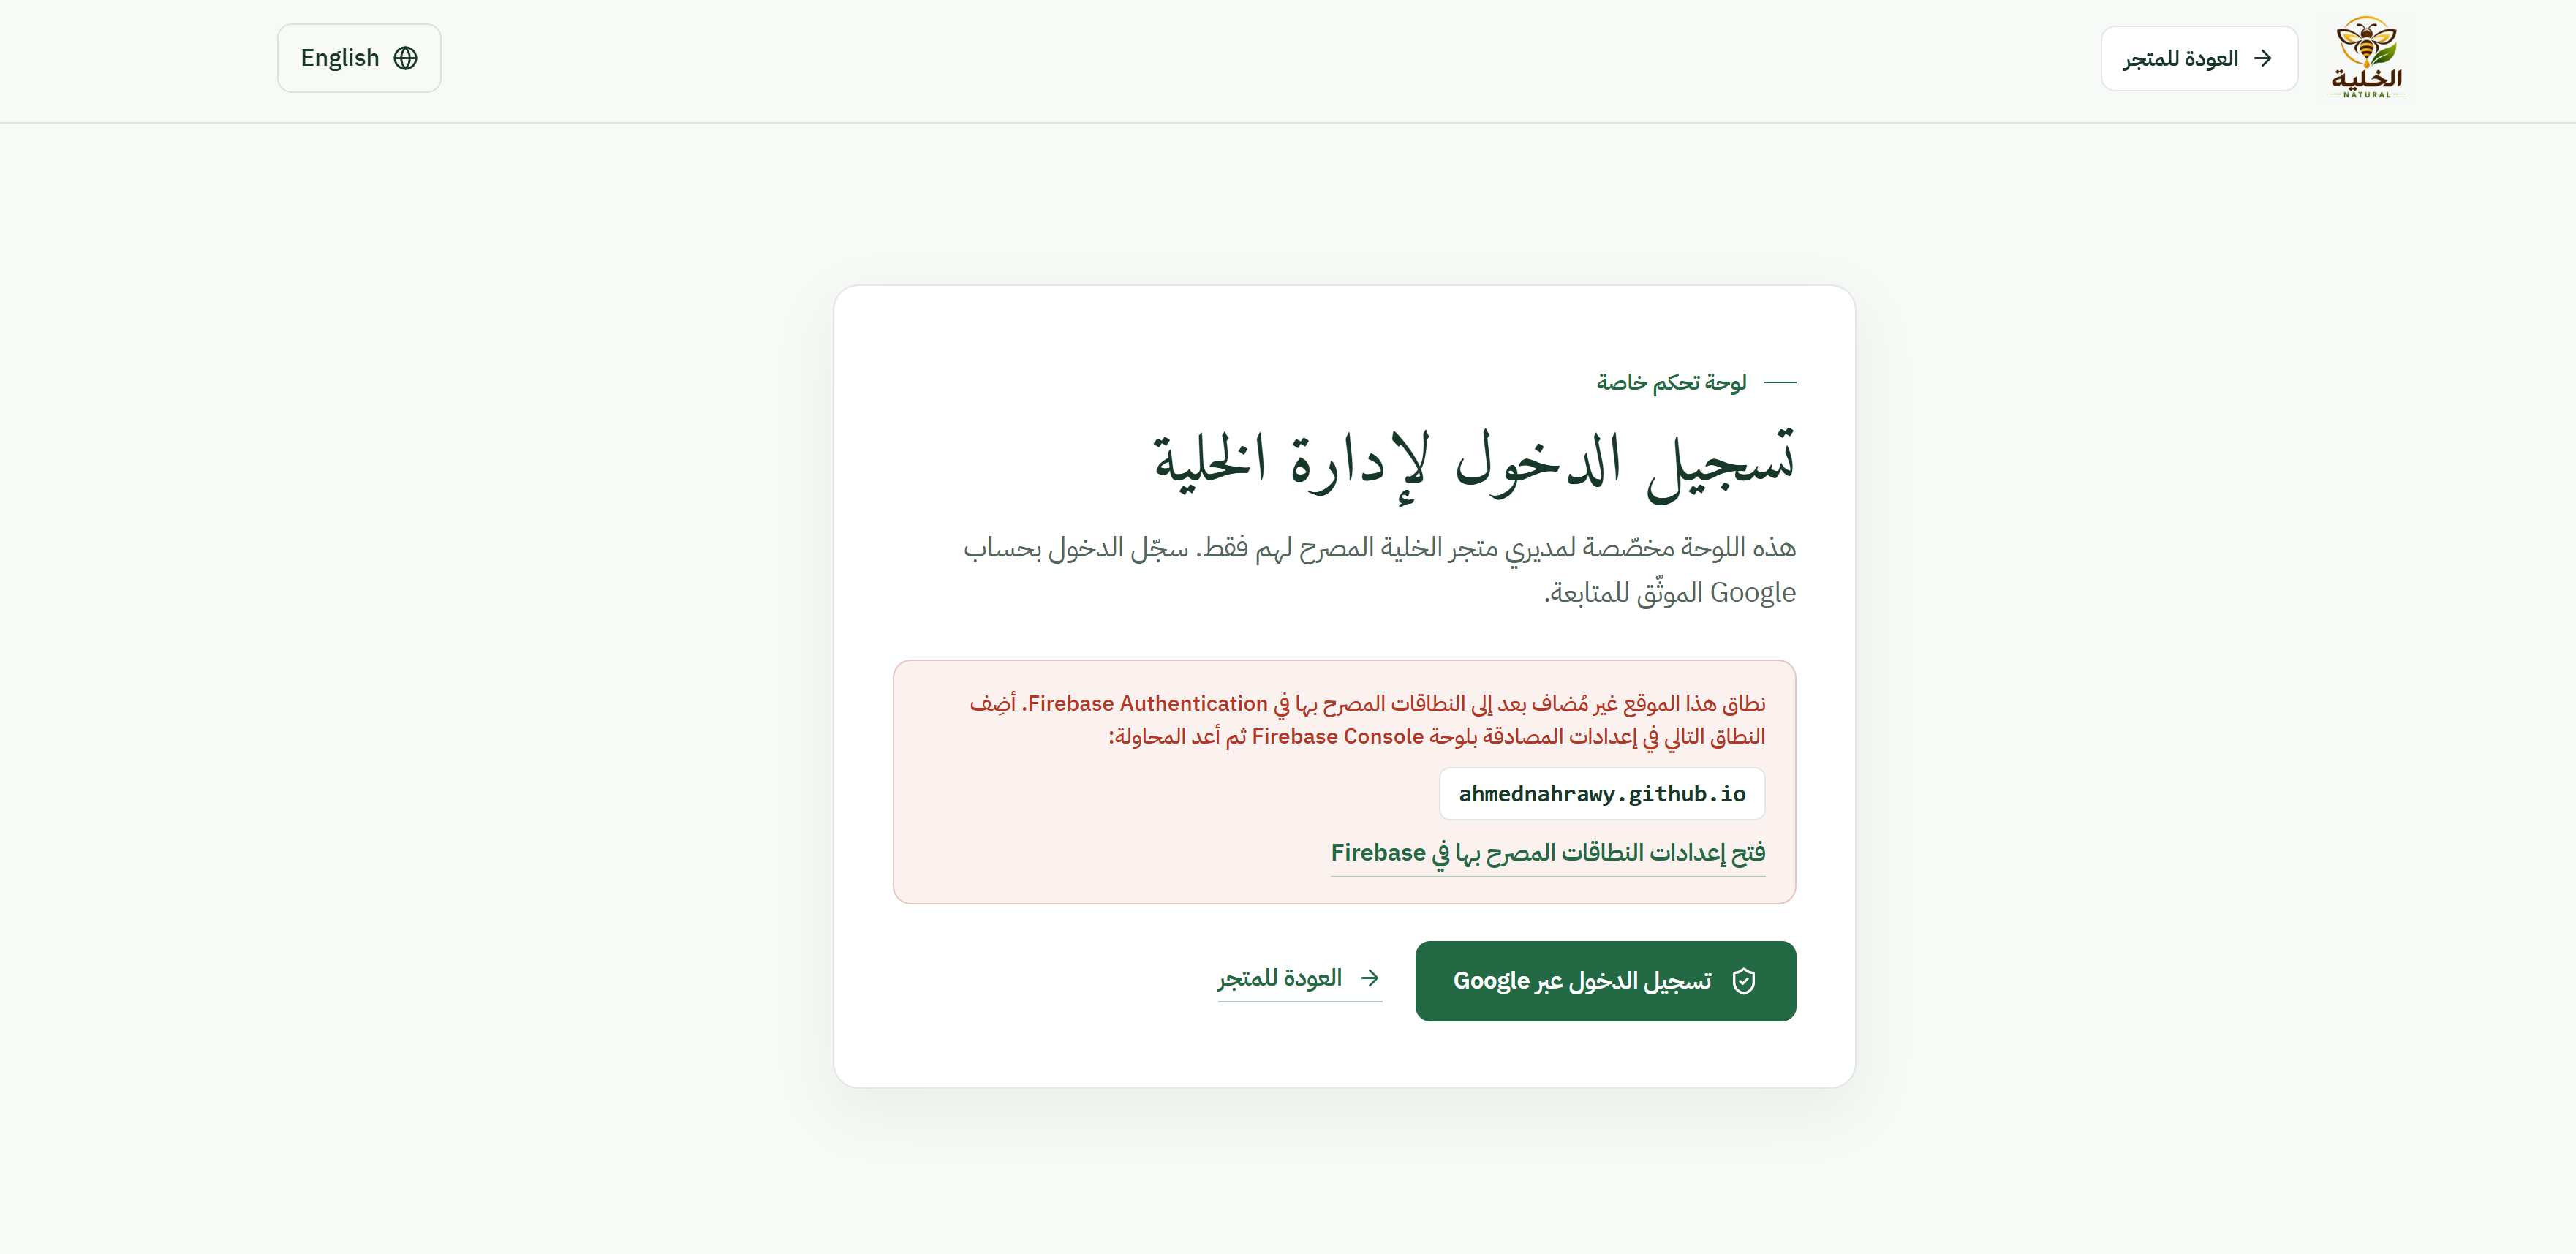 الخلية
NATURAL
العودة للمتجر
English
لوحة تحكم خاصة
تسجيل الدخول لإدارة الخلية
هذه اللوحة مخصّصة لمديري متجر الخلية المصرح لهم فقط. سجّل الدخول بحساب
Google الموثّق للمتابعة.
نطاق هذا الموقع غير مُضاف بعد إلى النطاقات المصرح بها في Firebase Authentication. أضِف
النطاق التالي في إعدادات المصادقة بلوحة Firebase Console ثم أعد المحاولة:
ahmednahrawy.github.io
فتح إعدادات النطاقات المصرح بها في Firebase
تسجيل الدخول عبر Google
العودة للمتجر